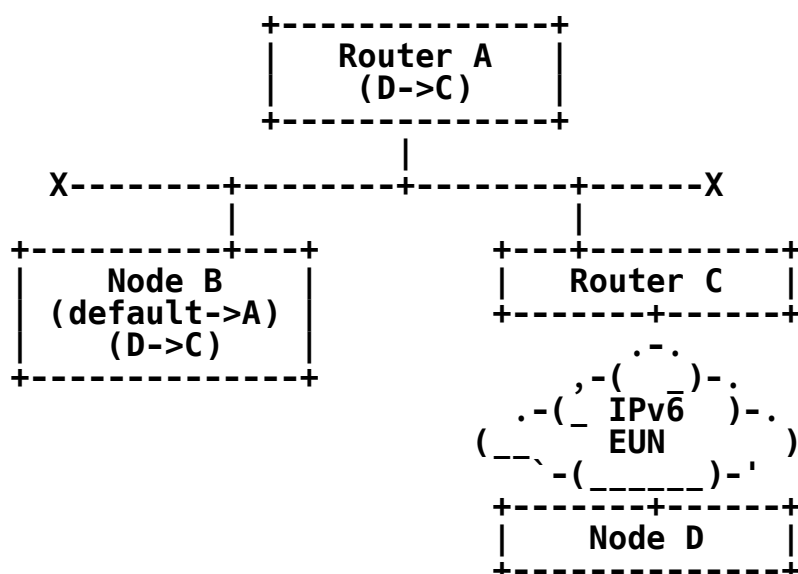 Router A
(D->C)
X X
Node B Router C
(default->A)
(D->C)
IPv6
EUN
Node D